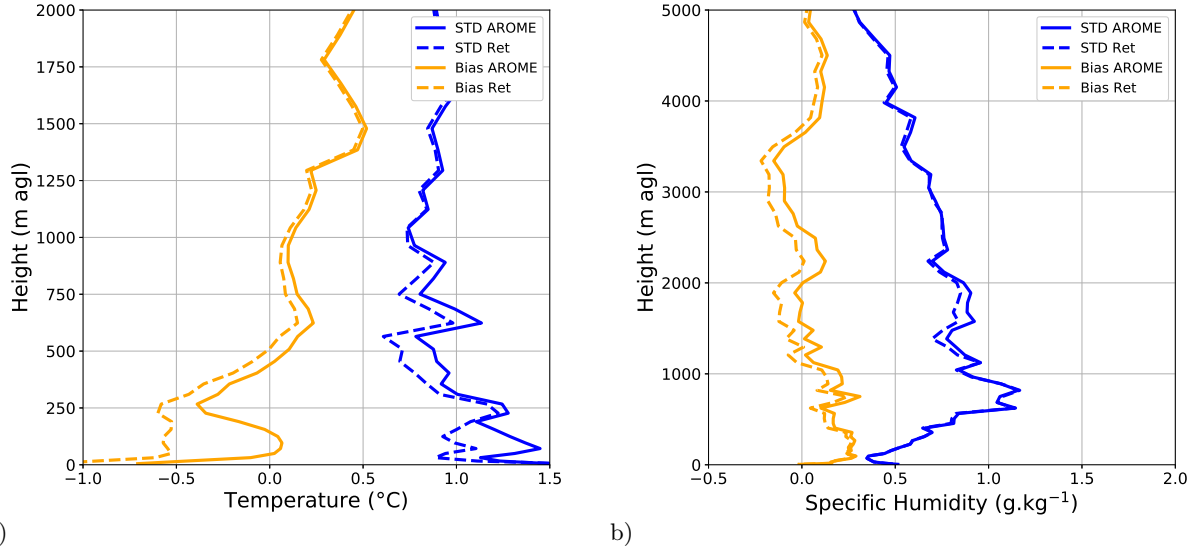 2000
1750
1500
1250
1000
750
500
250
0
Height (m agl)
−1.0
−0.5
0.0
0.5
1.0
1.5
Temperature (°C)
STD AROME
STD Ret
Bias AROME
Bias Ret
)
5000
4000
3000
2000
1000
0
Height (m agl)
−0.5
0.0
0.5
1.0
1.5
2.0
Specific Humidity (g.kg⁻¹)
STD AROME
STD Ret
Bias AROME
Bias Ret
b)